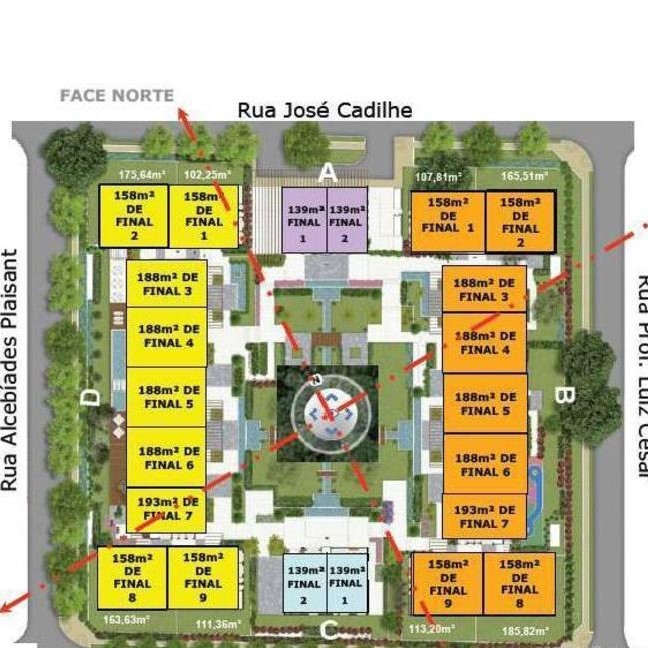 FACE NORTE
Rua José Cadilhe
175,64m²
102,25m²
A
107,81m²
165,51m²
158m²
DE
FINAL
2
158m²
DE
FINAL
1
139m²
FINAL
1
139m²
FINAL
2
158m²
DE
FINAL 1
158m²
DE
FINAL
2
188m² DE
FINAL 3
188m² DE
FINAL 4
188m² DE
FINAL 5
188m² DE
FINAL 6
193m² DE
FINAL 7
188m² DE
FINAL 3
188m² DE
FINAL 4
188m² DE
FINAL 5
188m² DE
FINAL 6
193m² DE
FINAL 7
N
D
B
Rua Alcebíades Plaisant
Rua Prof. Luiz César
158m²
DE
FINAL
8
158m²
DE
FINAL
9
139m²
FINAL
2
139m²
FINAL
1
158m²
DE
FINAL
9
158m²
DE
FINAL
8
163,63m²
111,36m²
C
113,20m²
185,82m²